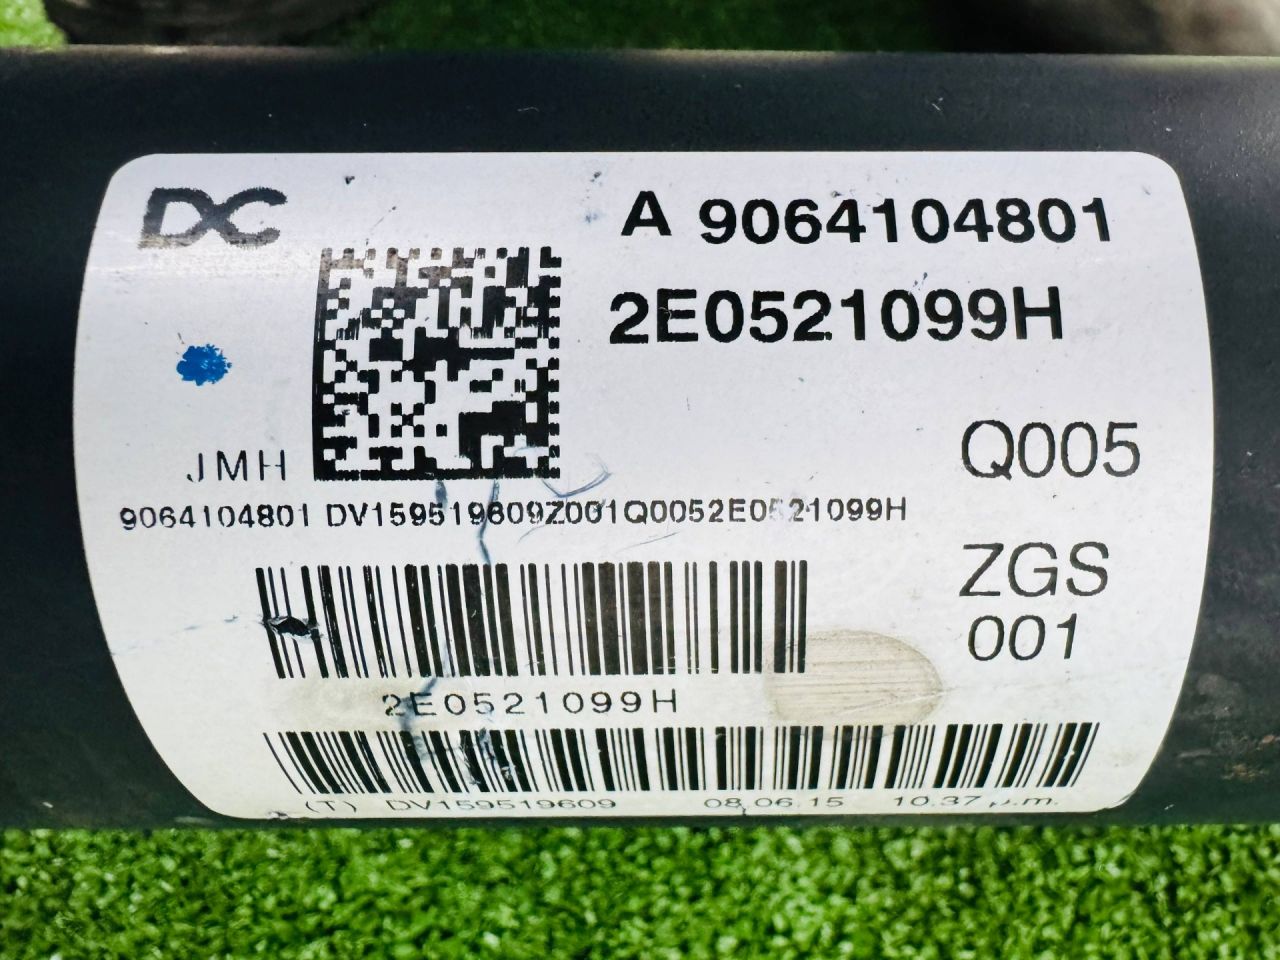 DC
A 9064104801
2E0521099H
JMH
Q005
9064104801 DV159519609Z001Q0052E0521099H
ZGS
001
2E0521099H
(T) DV159519609 08.06.15 10.37 p.m.